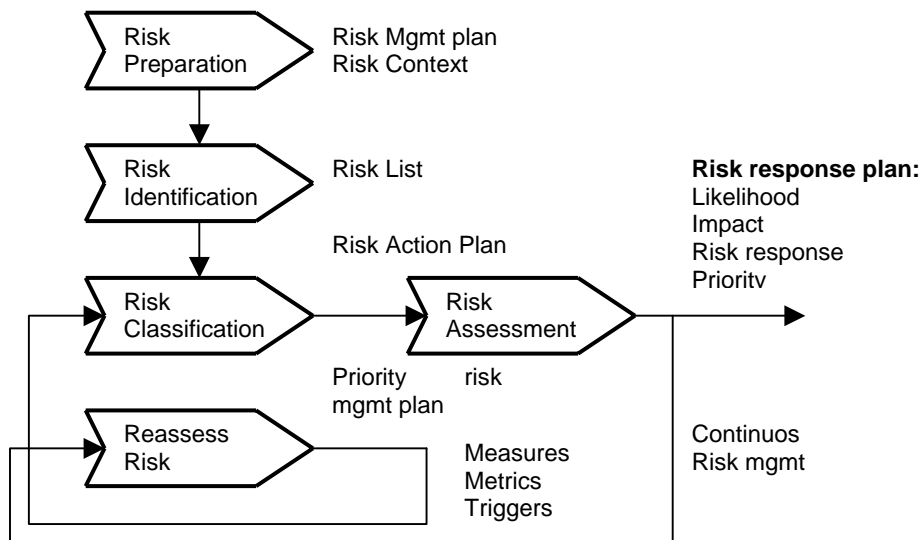 Risk
Preparation
Risk Mgmt plan
Risk Context
Risk
Identification
Risk List
Risk response plan:
Likelihood
Impact
Risk response
Priority
Risk Action Plan
Risk
Classification
Risk
Assessment
Priority risk
mgmt plan
Reassess
Risk
Measures
Metrics
Triggers
Continuos
Risk mgmt